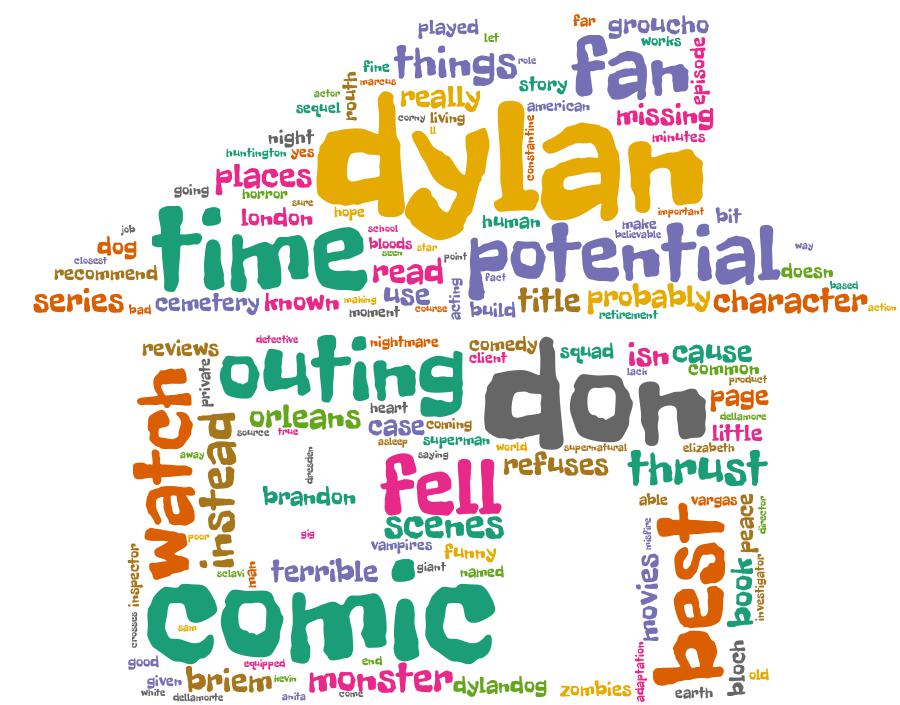 played
let
far
groucho
works
fine
things
role
fan
episode
marcus
story
actor
routh
really
sequel
american
missing
corny
living
minutes
night
ll
dylan
constantine
huntington
yes
places
going
horror
sure
london
hope
human
important
bit
job
school
make
believable
dog
time
bloods
star
seen
point
potential
way
closest
recommend
read
fact
doesn
based
series
bad
cemetery
known
making
use
moment
course
acting
build
title
probably
retirement
character
action
reviews
detective
nightmare
comedy
client
squad
isn
cause
lack
common
product
private
outing
don
page
watch
orleans
heart
case
coming
dellamore
little
source
true
asleep
superman
world
supernatural
elizabeth
away
instead
dresden
saying
refuses
thrust
brandon
fell
able
vargas
scenes
gig
poor
misfire
best
peace
director
vampires
funny
inspector
sclavi
man
terrible
giant
named
movies
book
investigator
crosses
sam
comic
good
equipped
end
adaptation
bloch
old
given
briem
kevin
monster
dylandog
zombies
earth
white
dellamorte
anita
come